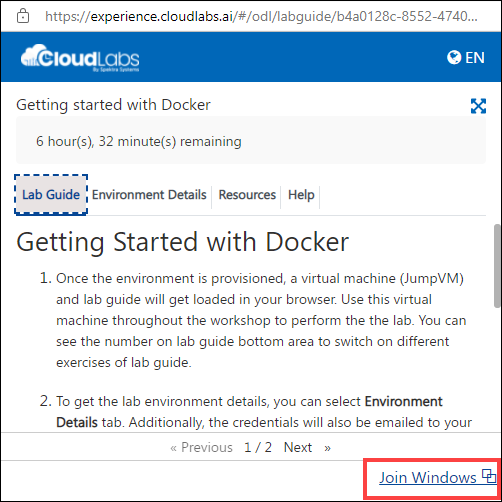 https://experience.cloudlabs.ai/#/odl/labguide/b4a0128c-8552-4740...
CloudLabs
By Spektra Systems
EN
Getting started with Docker
6 hour(s), 32 minute(s) remaining
Lab Guide Environment Details Resources Help
Getting Started with Docker
1. Once the environment is provisioned, a virtual machine (JumpVM)
and lab guide will get loaded in your browser. Use this virtual
machine throughout the workshop to perform the the lab. You can
see the number on lab guide bottom area to switch on different
exercises of lab guide.
2. To get the lab environment details, you can select Environment
Details tab. Additionally, the credentials will also be emailed to your
« Previous 1 / 2 Next »
Join Windows